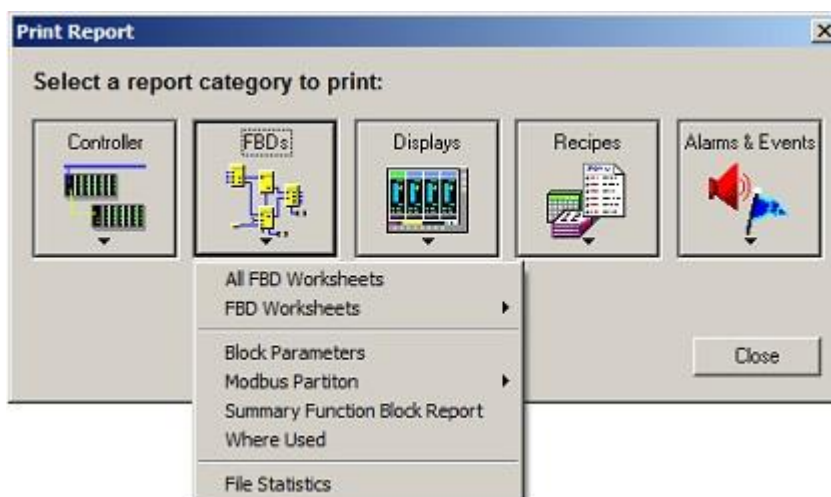 Print Report
Select a report category to print:
Controller
FBDs
Displays
Recipes
Alarms & Events
All FBD Worksheets
FBD Worksheets
Block Parameters
Modbus Partiton
Summary Function Block Report
Where Used
File Statistics
Close